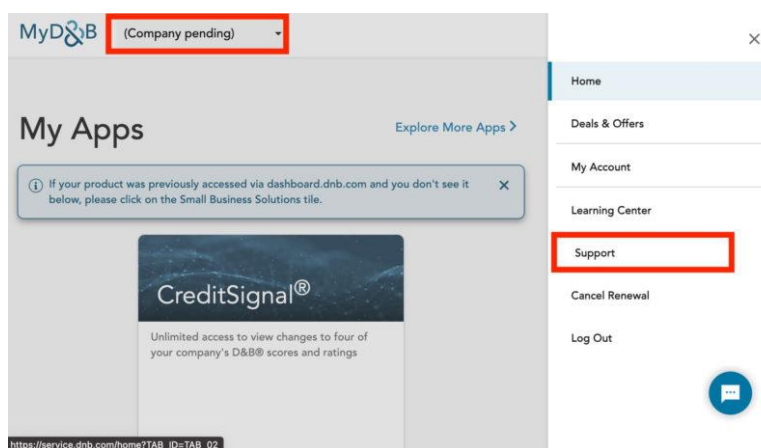 MyD&B
(Company pending)
My Apps
Explore More Apps >
i If your product was previously accessed via dashboard.dnb.com and you don't see it
below, please click on the Small Business Solutions tile.
CreditSignal®
Unlimited access to view changes to four of
your company's D&B® scores and ratings
https://service.dnb.com/home?TAB_ID=TAB_02
Home
Deals & Offers
My Account
Learning Center
Support
Cancel Renewal
Log Out